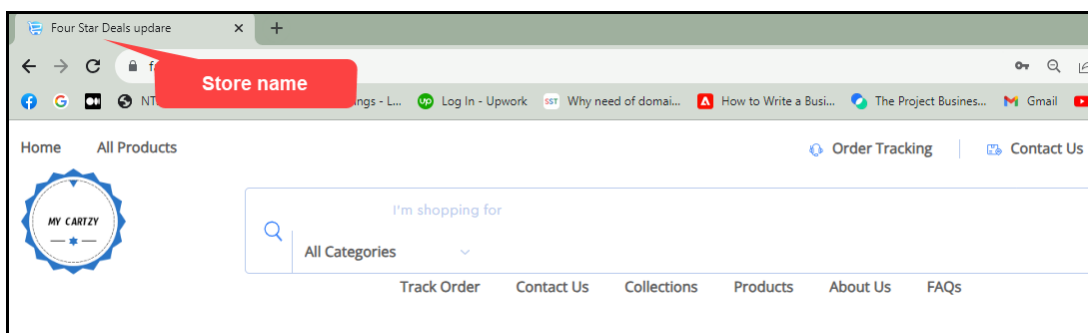 Four Star Deals updare
Store name
NT
ings - L... Log In - Upwork SST Why need of domai... How to Write a Busi... The Project Busines... Gmail
Home All Products Order Tracking Contact Us
MY CARTZY
I'm shopping for
All Categories
Track Order Contact Us Collections Products About Us FAQs